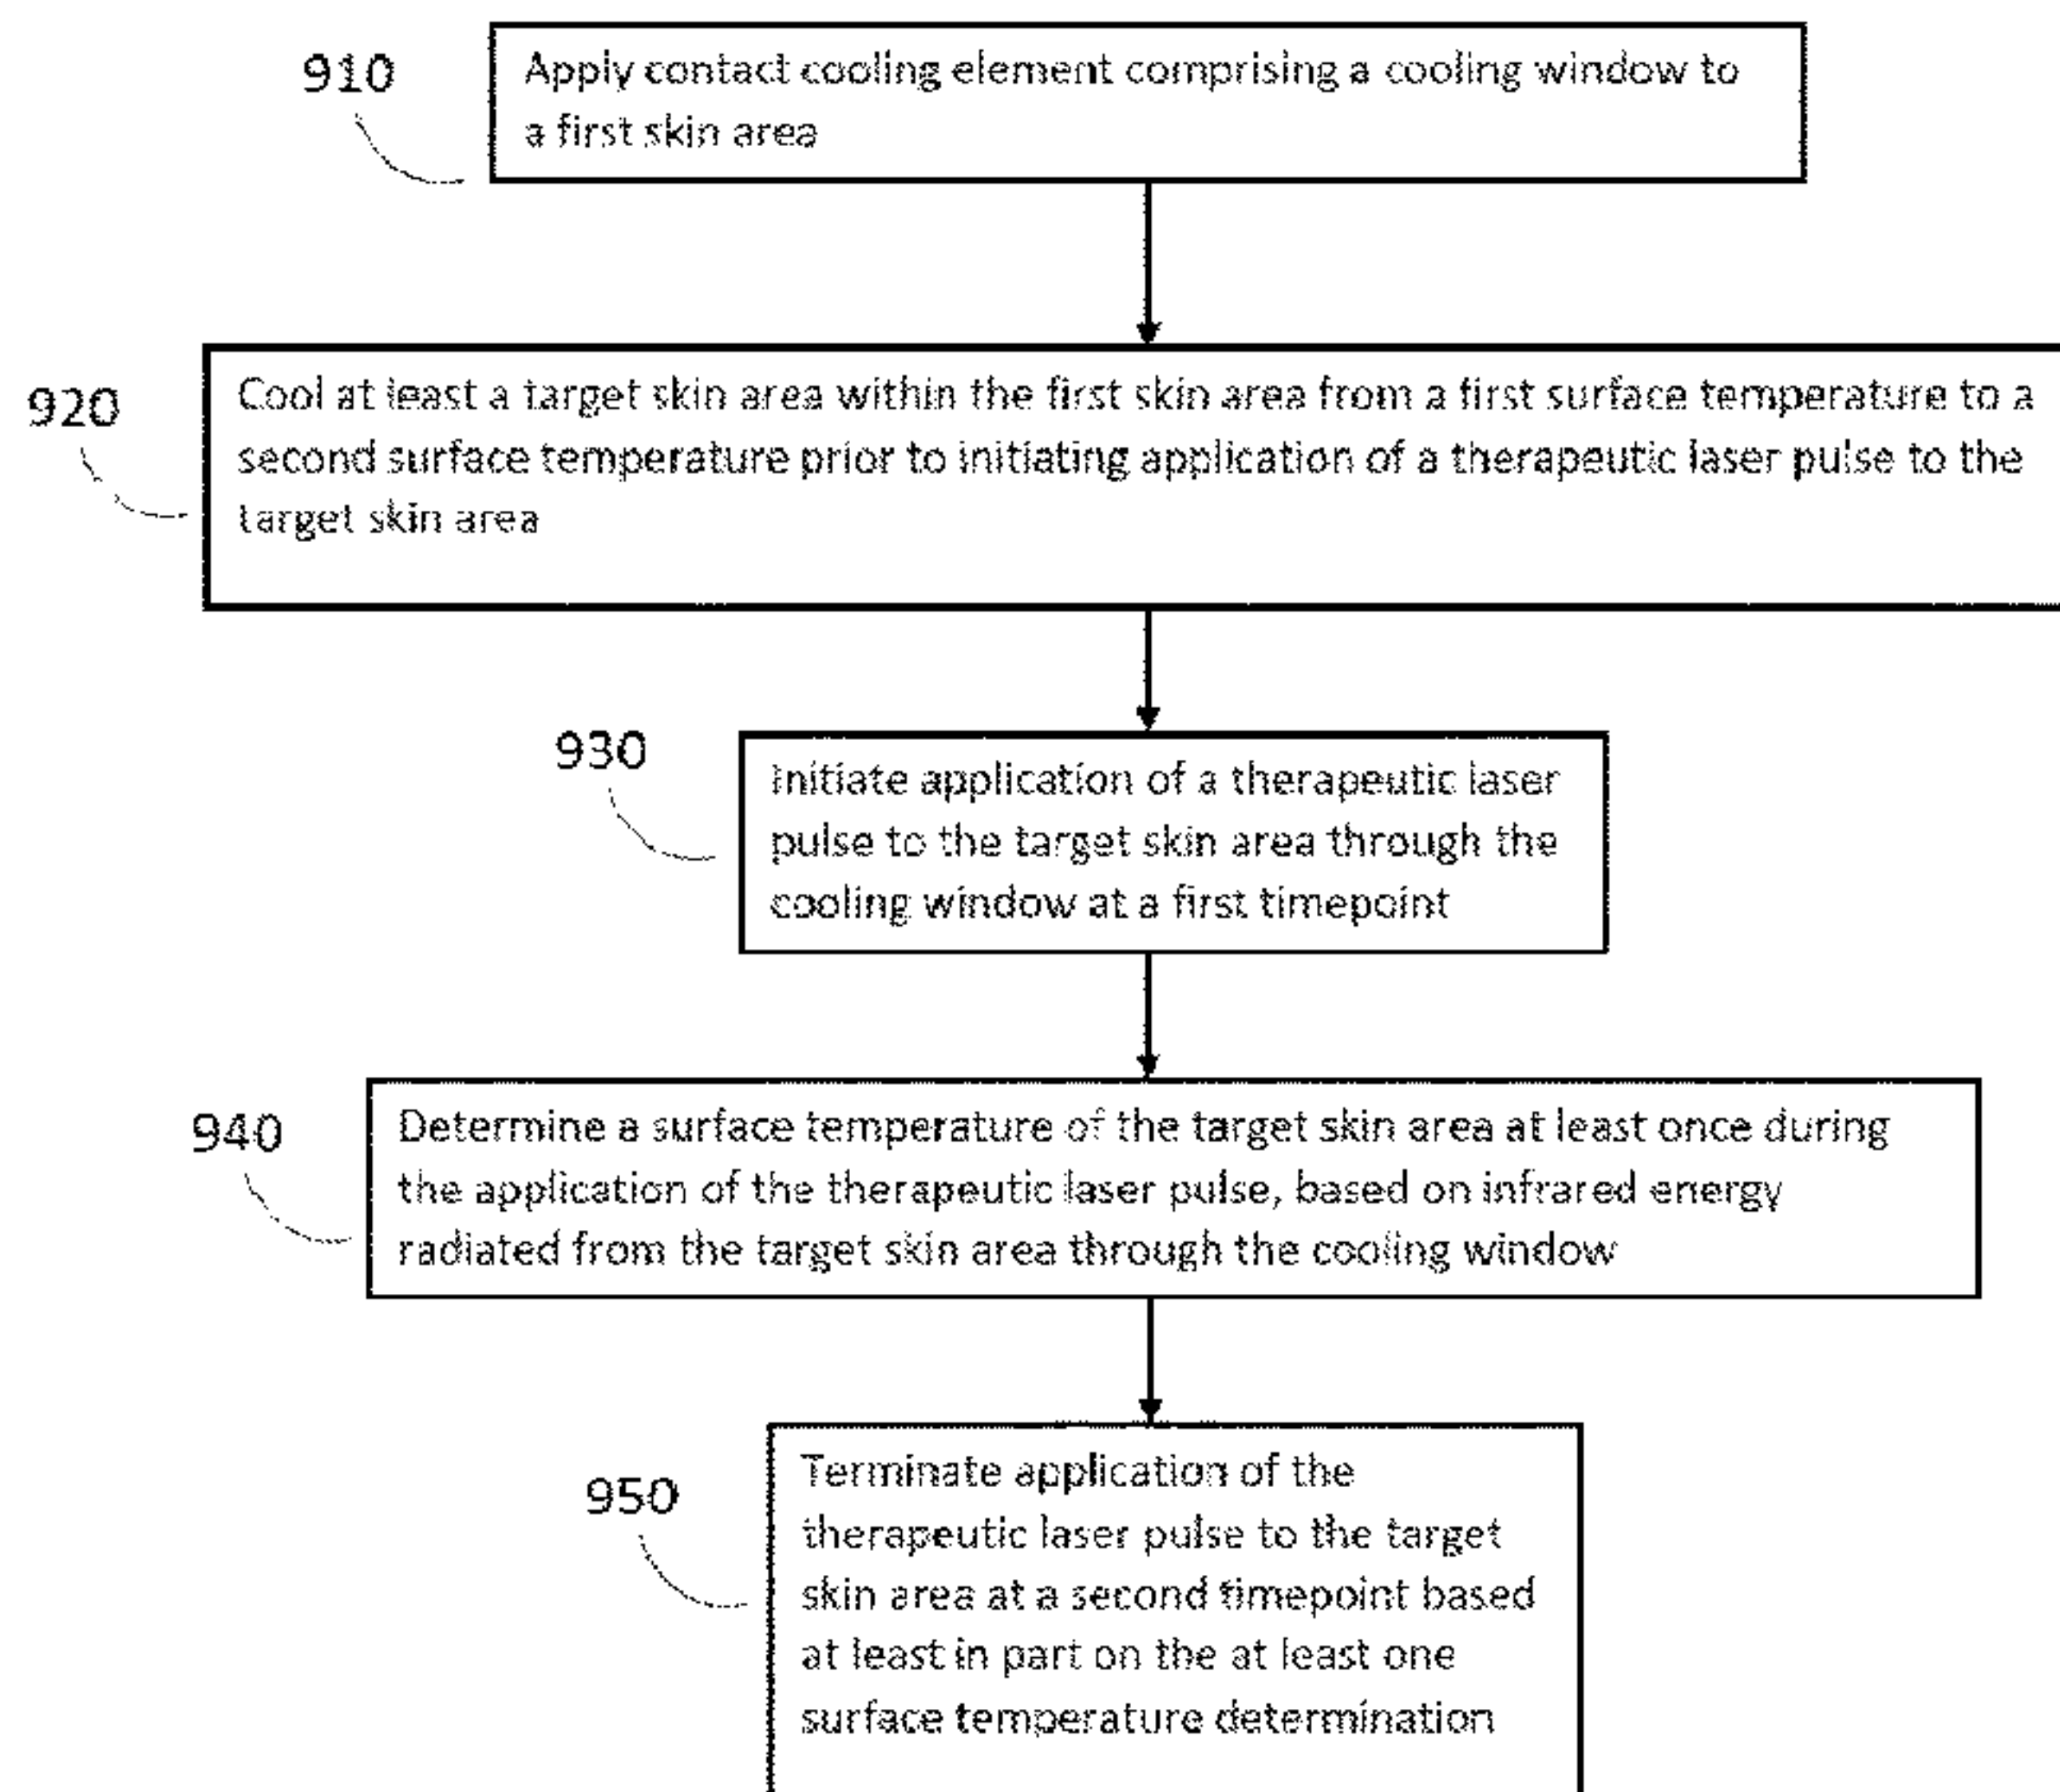 910
Apply contact cooling element comprising a cooling window to
a first skin area
920
Cool at least a target skin area within the first skin area from a first surface temperature to a
second surface temperature prior to initiating application of a therapeutic laser pulse to the
target skin area
930
Initiate application of a therapeutic laser
pulse to the target skin area through the
cooling window at a first timepoint
940
Determine a surface temperature of the target skin area at least once during
the application of the therapeutic laser pulse, based on infrared energy
radiated from the target skin area through the cooling window
950
Terminate application of the
therapeutic laser pulse to the target
skin area at a second timepoint based
at least in part on the at least one
surface temperature determination